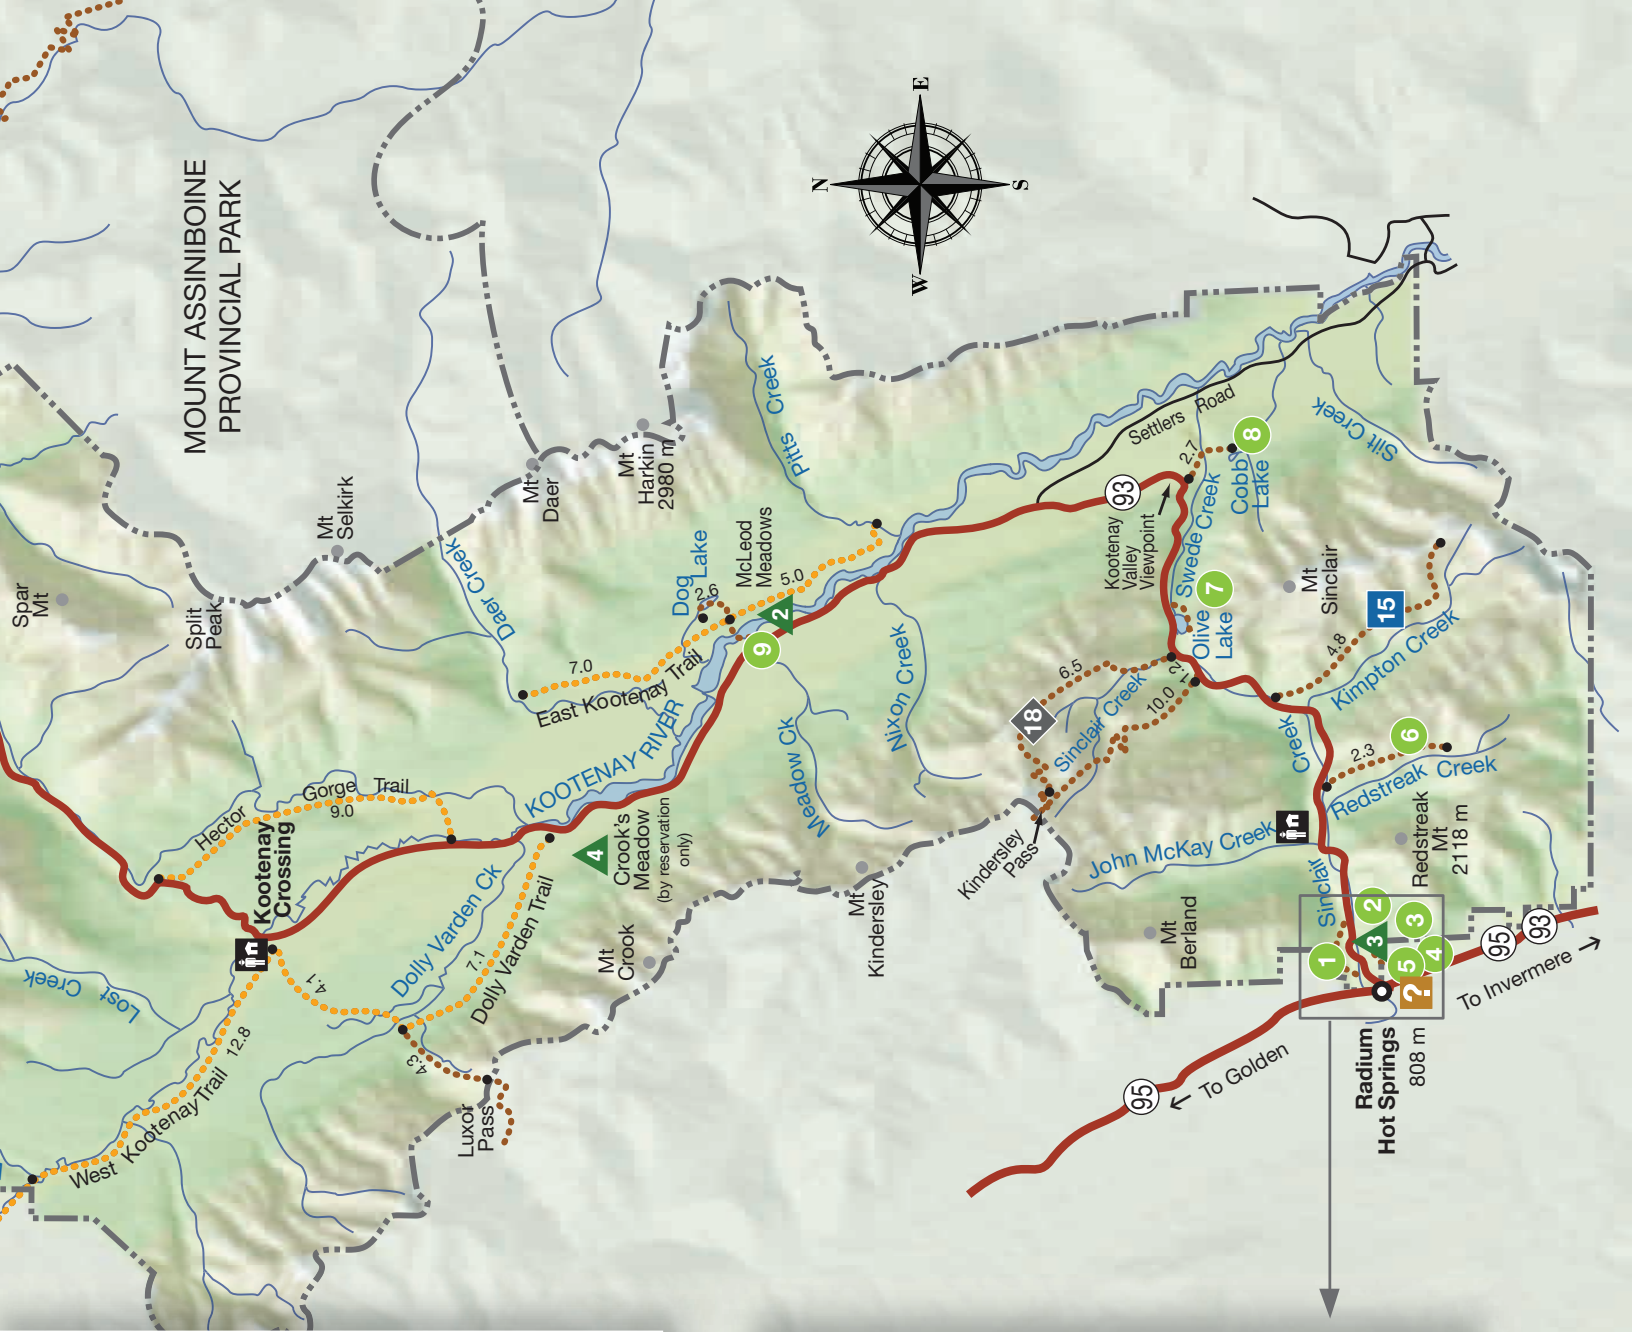 MOUNT ASSINIBOINE
PROVINCIAL PARK
N
E
S
W
Spar
Mt
Split
Peak
Mt
Selkirk
Mt
Daer
Mt
Harkin
2980 m
Daer Creek
Pitts Creek
Dog
Lake
2.6
McLeod
Meadows
5.0
2
9
7.0
East Kootenay Trail
KOOTENAY RIVER
Hector Gorge Trail
9.0
Kootenay
Crossing
Lost Creek
4.1
12.8
West Kootenay Trail
Dolly Varden Ck
7.1
Dolly Varden Trail
4.3
Luxor
Pass
4
Crook's
Meadow
(by reservation
only)
Mt
Crook
Meadow Ck
Nixon Creek
Mt
Kindersley
Kindersley
Pass
18
6.5
Sinclair Creek
10.0
1.2
Settlers Road
93
Kootenay
Valley
Viewpoint
2.7
8
Cobb
Lake
Swede Creek
7
Olive
Lake
Silt Creek
Mt
Sinclair
15
4.8
Kimpton Creek
6
2.3
Redstreak Creek
Sinclair Creek
John McKay Creek
Redstreak
Mt
2118 m
Mt
Berland
1
2
3
3
4
5
?
95
93
To Invermere
Radium
Hot Springs
808 m
To Golden
95